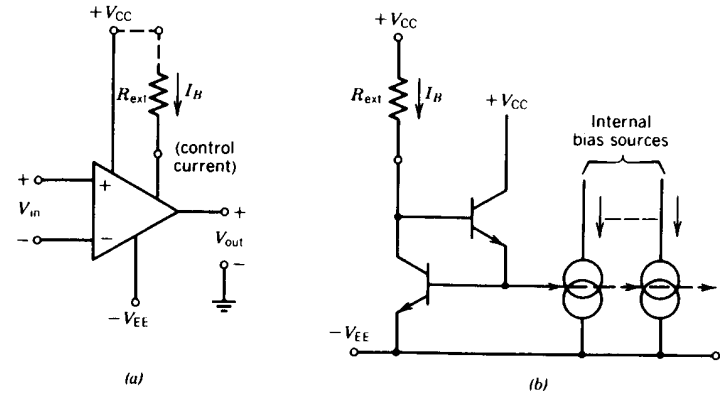 +VCC
Rext
IB
(control
current)
+
+
Vin
−
−
+
Vout
−
−VEE
(a)
+VCC
Rext
IB
+VCC
Internal
bias sources
−VEE
(b)